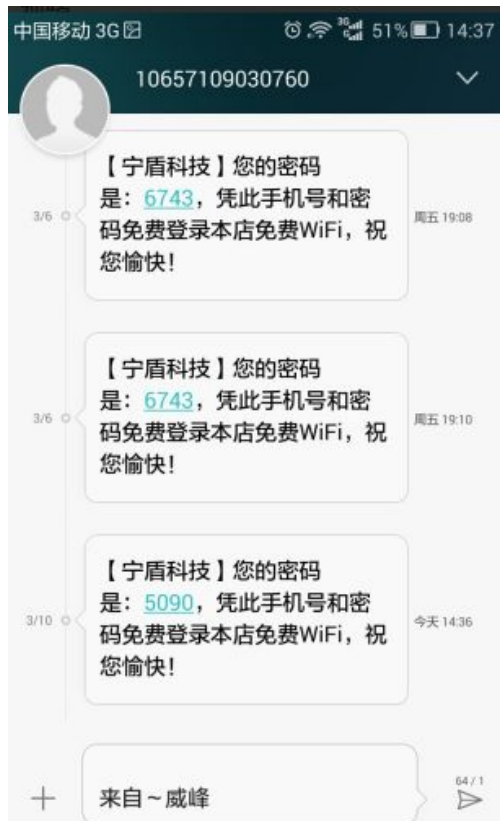 中国移动 3G 51% 14:37
10657109030760
【宁盾科技】您的密码
是：6743，凭此手机号和密
码免费登录本店免费WiFi，祝
您愉快！
3/6
周五 19:08
【宁盾科技】您的密码
是：6743，凭此手机号和密
码免费登录本店免费WiFi，祝
您愉快！
3/6
周五 19:10
【宁盾科技】您的密码
是：5090，凭此手机号和密
码免费登录本店免费WiFi，祝
您愉快！
3/10
今天 14:36
来自～威峰
64/1